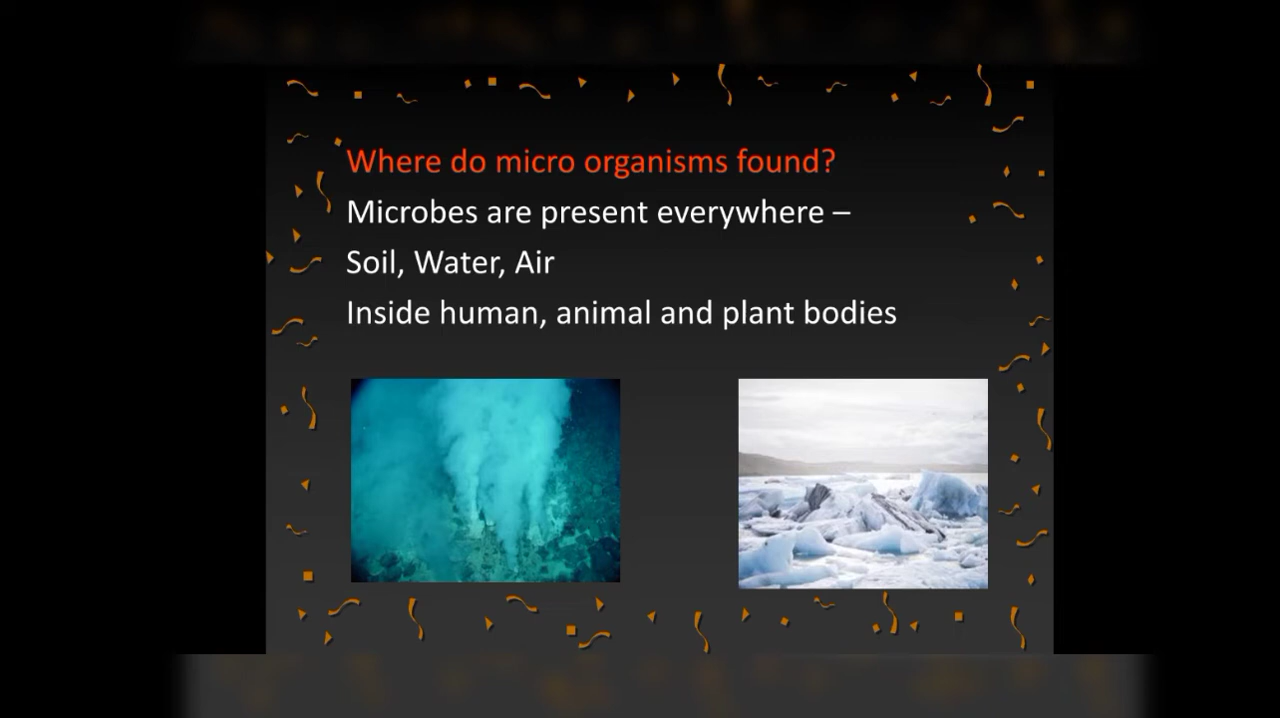 Where do micro organisms found?
Microbes are present everywhere –
Soil, Water, Air
Inside human, animal and plant bodies